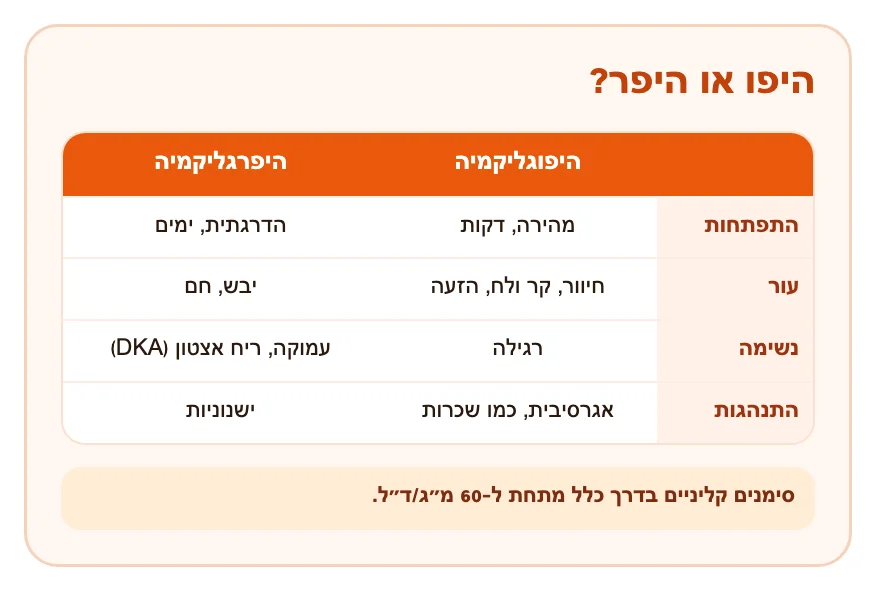 היפו או היפר?
היפוגליקמיה היפרגליקמיה
התפתחות מהירה, דקות הדרגתית, ימים
עור חיוור, קר ולח, הזעה יבש, חם
נשימה רגילה עמוקה, ריח אצטון (DKA)
התנהגות אגרסיבית, כמו שכרות ישנוניות
סימנים קליניים בדרך כלל מתחת ל-60 מ״ג/ד״ל.